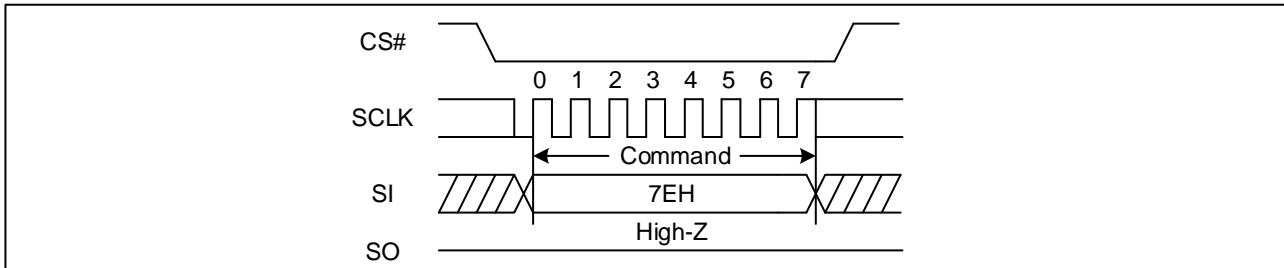 CS#
0 1 2 3 4 5 6 7
SCLK
Command
SI 7EH
High-Z
SO